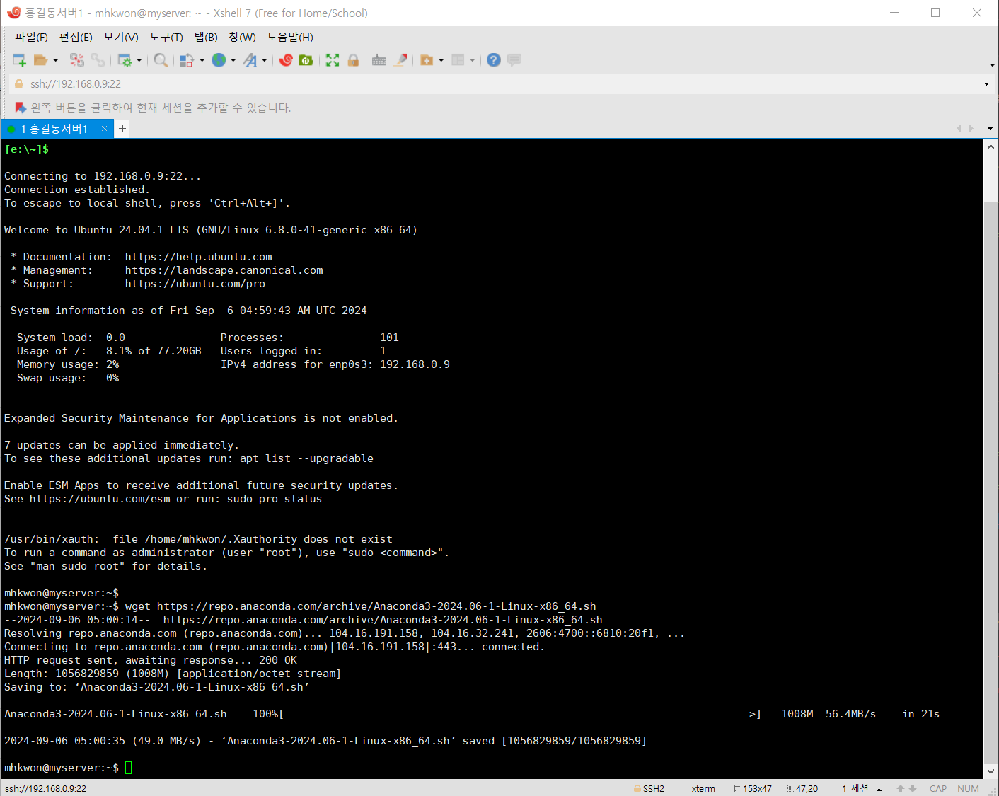 홍길동서버1 - mhkwon@myserver: ~ - Xshell 7 (Free for Home/School)
파일(F) 편집(E) 보기(V) 도구(T) 탭(B) 창(W) 도움말(H)
ssh://192.168.0.9:22
왼쪽 버튼을 클릭하여 현재 세션을 추가할 수 있습니다.
1 홍길동서버1 × +
[e:\~]$
Connecting to 192.168.0.9:22...
Connection established.
To escape to local shell, press 'Ctrl+Alt+]'.
Welcome to Ubuntu 24.04.1 LTS (GNU/Linux 6.8.0-41-generic x86_64)
* Documentation:  https://help.ubuntu.com
* Management:     https://landscape.canonical.com
* Support:        https://ubuntu.com/pro
System information as of Fri Sep  6 04:59:43 AM UTC 2024
System load:  0.0               Processes:               101
Usage of /:   8.1% of 77.20GB   Users logged in:         1
Memory usage: 2%                IPv4 address for enp0s3: 192.168.0.9
Swap usage:   0%
Expanded Security Maintenance for Applications is not enabled.
7 updates can be applied immediately.
To see these additional updates run: apt list --upgradable
Enable ESM Apps to receive additional future security updates.
See https://ubuntu.com/esm or run: sudo pro status
/usr/bin/xauth:  file /home/mhkwon/.Xauthority does not exist
To run a command as administrator (user "root"), use "sudo <command>".
See "man sudo_root" for details.
mhkwon@myserver:~$
mhkwon@myserver:~$ wget https://repo.anaconda.com/archive/Anaconda3-2024.06-1-Linux-x86_64.sh
--2024-09-06 05:00:14--  https://repo.anaconda.com/archive/Anaconda3-2024.06-1-Linux-x86_64.sh
Resolving repo.anaconda.com (repo.anaconda.com)... 104.16.191.158, 104.16.32.241, 2606:4700::6810:20f1, ...
Connecting to repo.anaconda.com (repo.anaconda.com)|104.16.191.158|:443... connected.
HTTP request sent, awaiting response... 200 OK
Length: 1056829859 (1008M) [application/octet-stream]
Saving to: ‘Anaconda3-2024.06-1-Linux-x86_64.sh’
Anaconda3-2024.06-1-Linux-x86_64.sh    100%[=========================================================================>]   1008M  56.4MB/s    in 21s
2024-09-06 05:00:35 (49.0 MB/s) - ‘Anaconda3-2024.06-1-Linux-x86_64.sh’ saved [1056829859/1056829859]
mhkwon@myserver:~$
ssh://192.168.0.9:22 SSH2 xterm 153x47 47,20 1 세션 CAP NUM